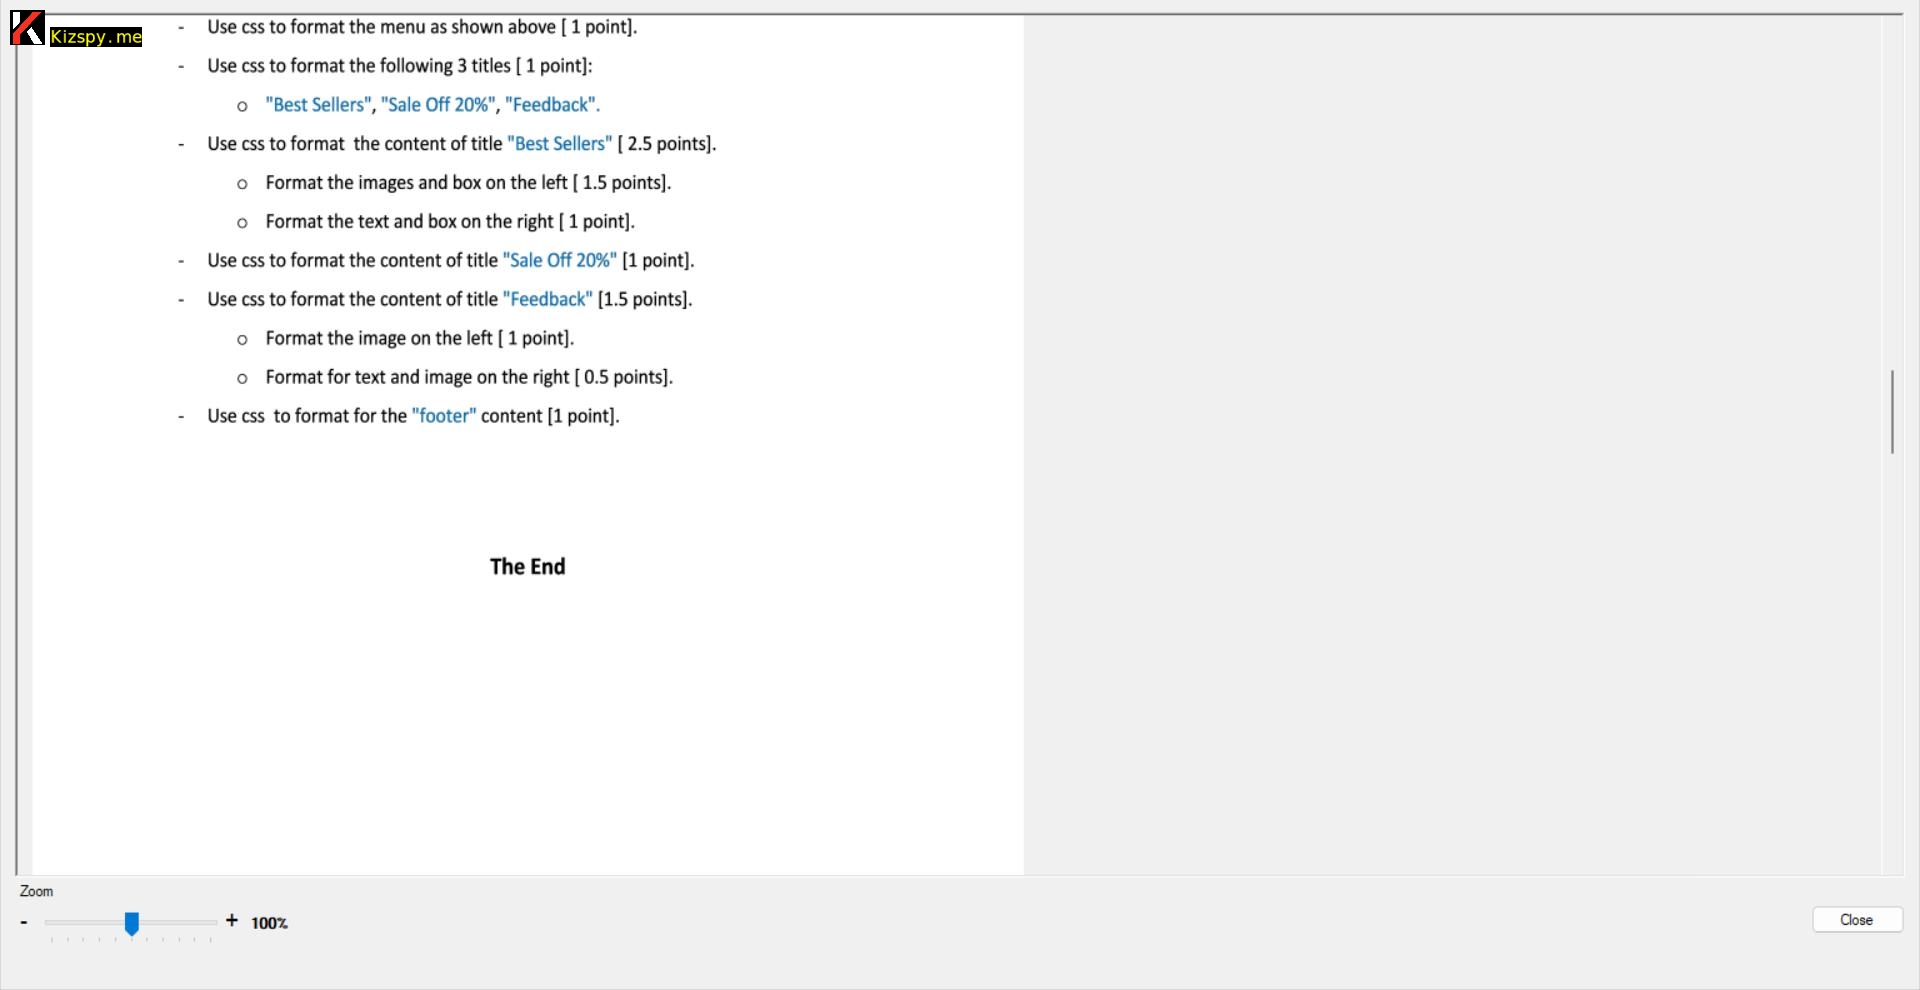 Kizspy.me
- Use css to format the menu as shown above [ 1 point].
- Use css to format the following 3 titles [ 1 point]:
o "Best Sellers", "Sale Off 20%", "Feedback".
- Use css to format  the content of title "Best Sellers" [ 2.5 points].
o Format the images and box on the left [ 1.5 points].
o Format the text and box on the right [ 1 point].
- Use css to format the content of title "Sale Off 20%" [1 point].
- Use css to format the content of title "Feedback" [1.5 points].
o Format the image on the left [ 1 point].
o Format for text and image on the right [ 0.5 points].
- Use css  to format for the "footer" content [1 point].
The End
Zoom
- + 100%
Close